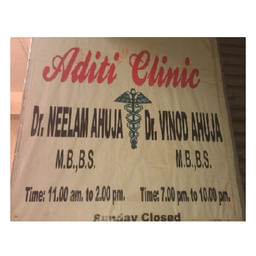 Aditi Clinic
Dr. NEELAM AHUJA Dr. VINOD AHUJA
M.B.,B.S. M.B.,B.S.
Time: 11.00 am. to 2.00 pm. Time: 7.00 pm. to 10.00 pm.
Sunday Closed